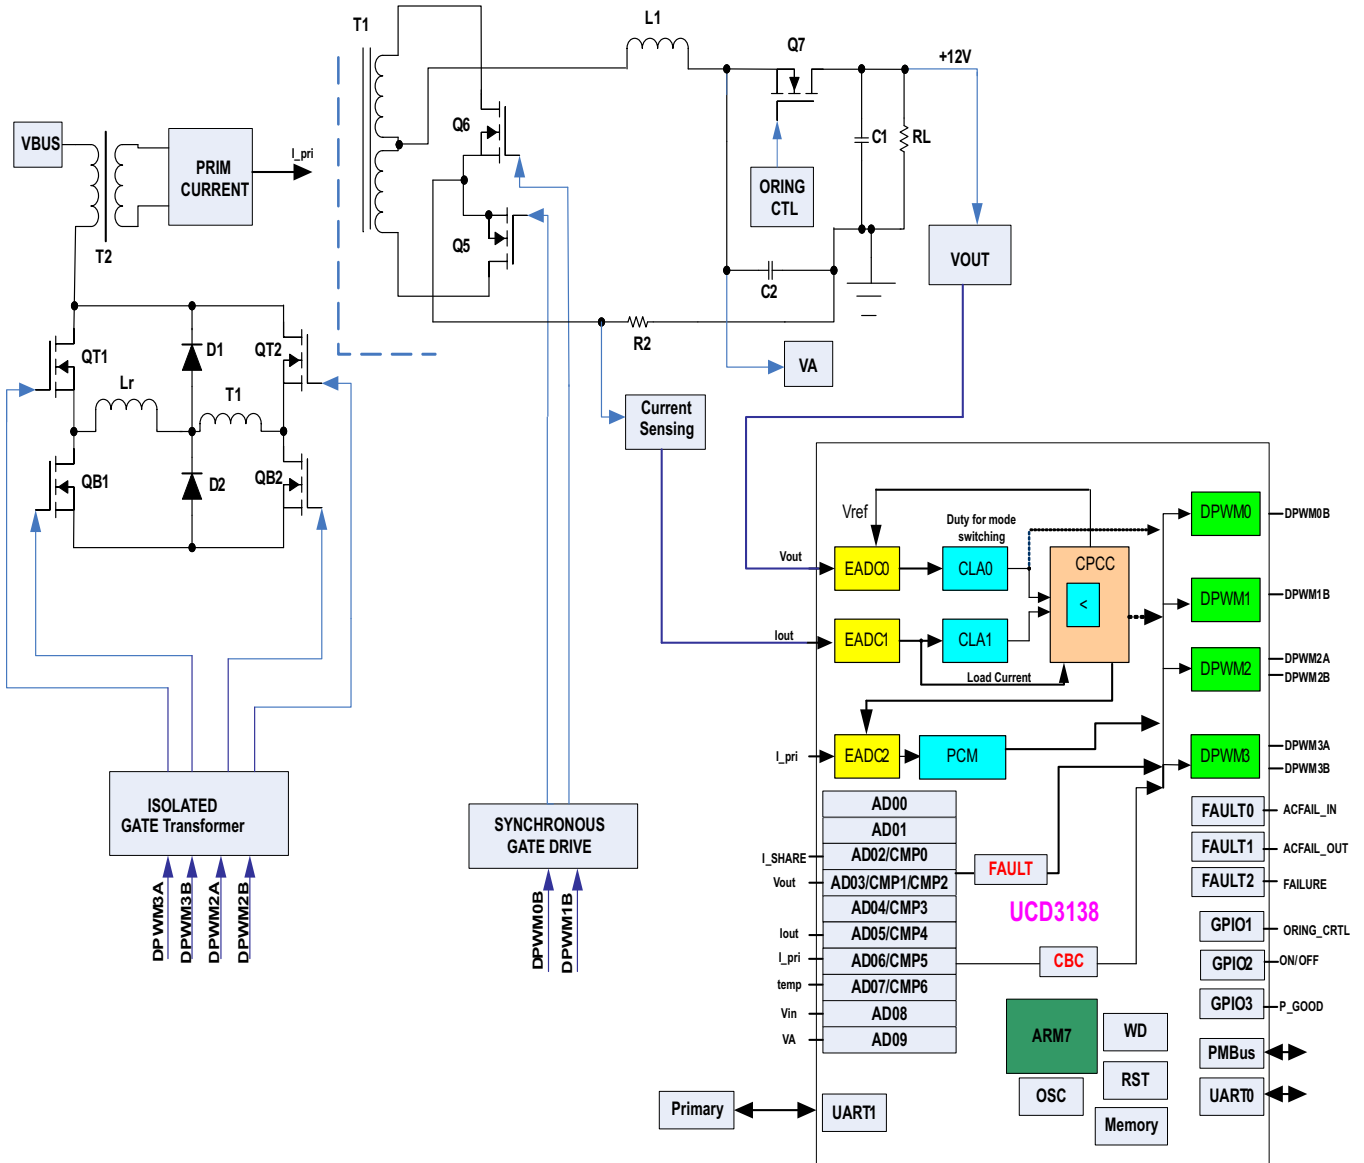 T1
L1
Q7
+12V
Q6
C1
RL
VBUS
PRIM
CURRENT
I_pri
ORING
CTL
T2
Q5
VOUT
C2
R2
VA
QT1
D1
QT2
Lr
T1
Current
Sensing
QB1
D2
QB2
Vref
Duty for mode
switching
DPWM0
DPWM0B
Vout
EADC0
CLA0
CPCC
<
DPWM1
DPWM1B
Iout
EADC1
CLA1
DPWM2
DPWM2A
DPWM2B
Load Current
I_pri
EADC2
PCM
DPWM3
DPWM3A
DPWM3B
ISOLATED
GATE Transformer
SYNCHRONOUS
GATE DRIVE
DPWM3A
DPWM3B
DPWM2A
DPWM2B
DPWM0B
DPWM1B
AD00
AD01
I_SHARE
AD02/CMP0
Vout
AD03/CMP1/CMP2
AD04/CMP3
Iout
AD05/CMP4
I_pri
AD06/CMP5
temp
AD07/CMP6
Vin
AD08
VA
AD09
FAULT
UCD3138
CBC
FAULT0
ACFAIL_IN
FAULT1
ACFAIL_OUT
FAULT2
FAILURE
GPIO1
ORING_CRTL
GPIO2
ON/OFF
GPIO3
P_GOOD
ARM7
WD
PMBus
OSC
RST
UART0
Memory
Primary
UART1